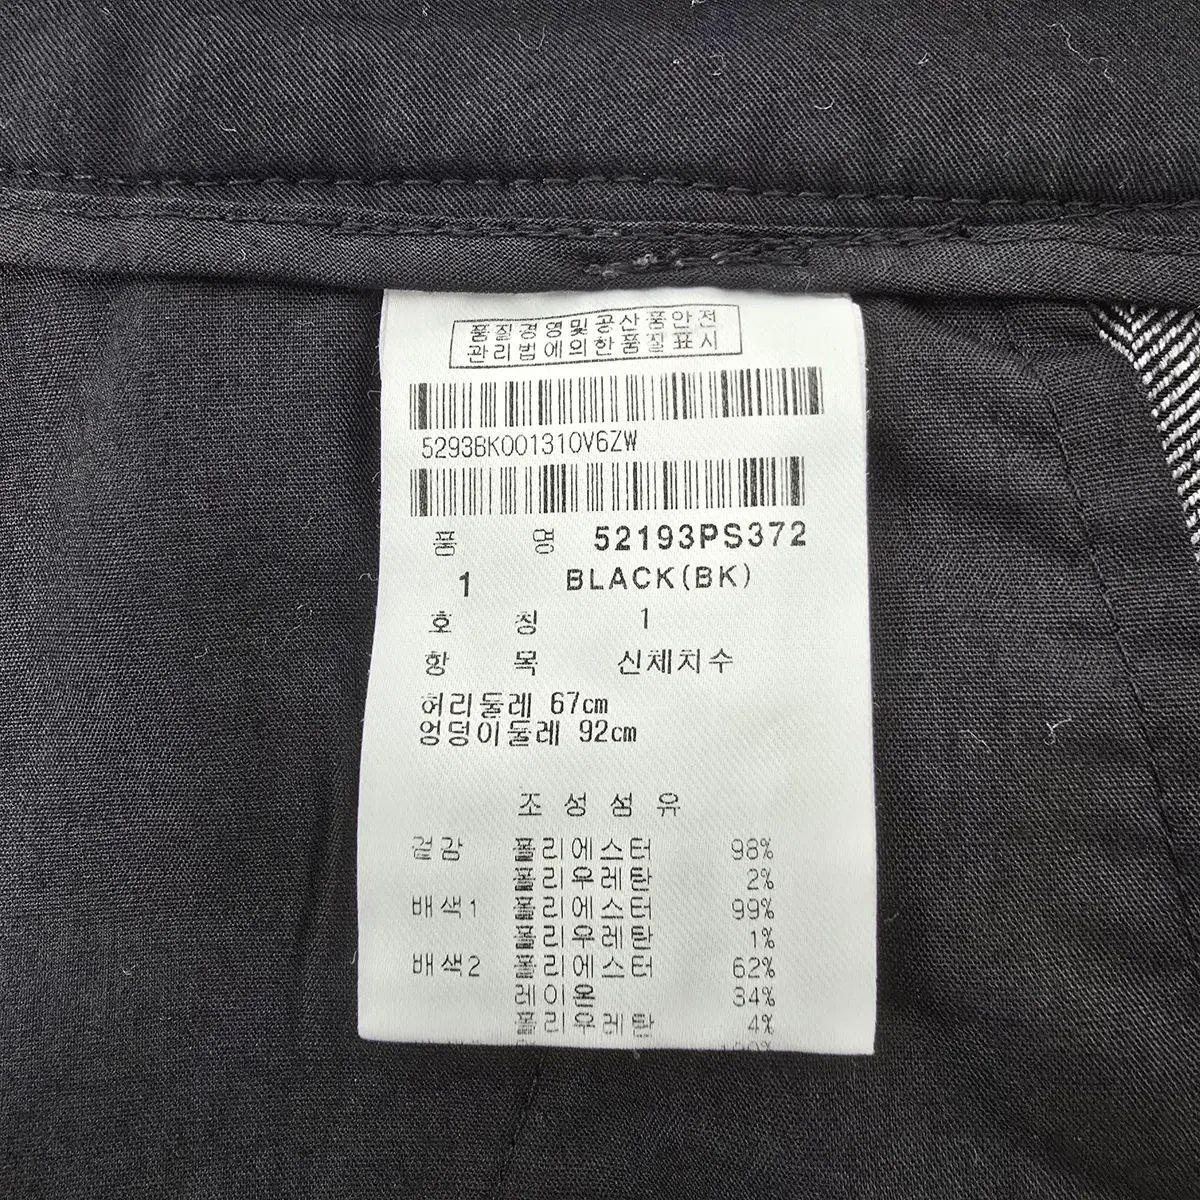 품질경영및공산품안전
관리법에의한품질표시
5293BK001310V6ZW
품 명 52193PS372
1 BLACK(BK)
호 칭 1
항 목 신체치수
허리둘레 67cm
엉덩이둘레 92cm
조성섬유
겉감 폴리에스터 98%
폴리우레탄 2%
배색1 폴리에스터 99%
폴리우레탄 1%
배색2 폴리에스터 62%
레이온 34%
폴리우레탄 4%